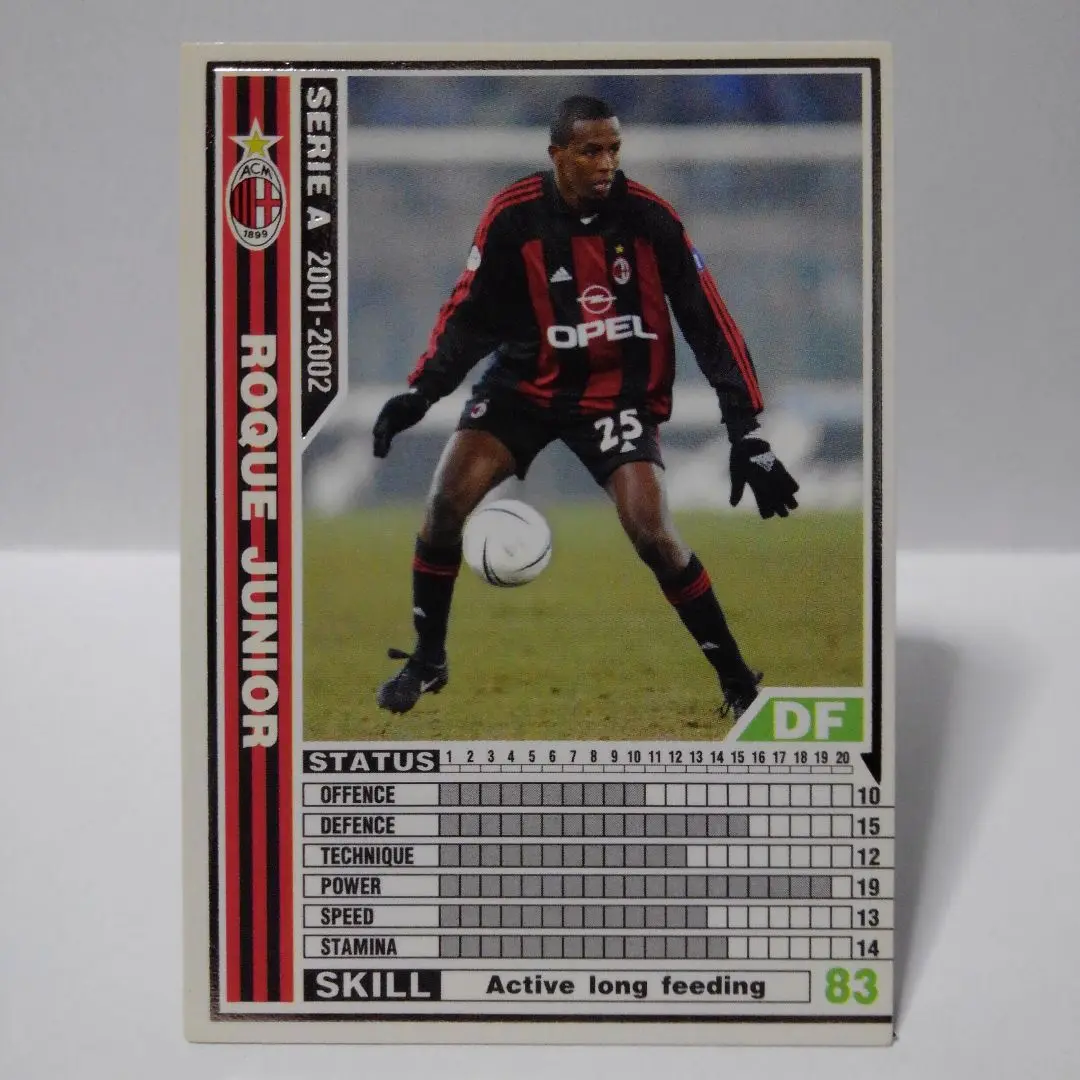 SERIE A 2001-2002
ACM
1899
ROQUE JUNIOR
OPEL
25
DF
STATUS 1 2 3 4 5 6 7 8 9 10 11 12 13 14 15 16 17 18 19 20
OFFENCE 10
DEFENCE 15
TECHNIQUE 12
POWER 19
SPEED 13
STAMINA 14
SKILL Active long feeding 83